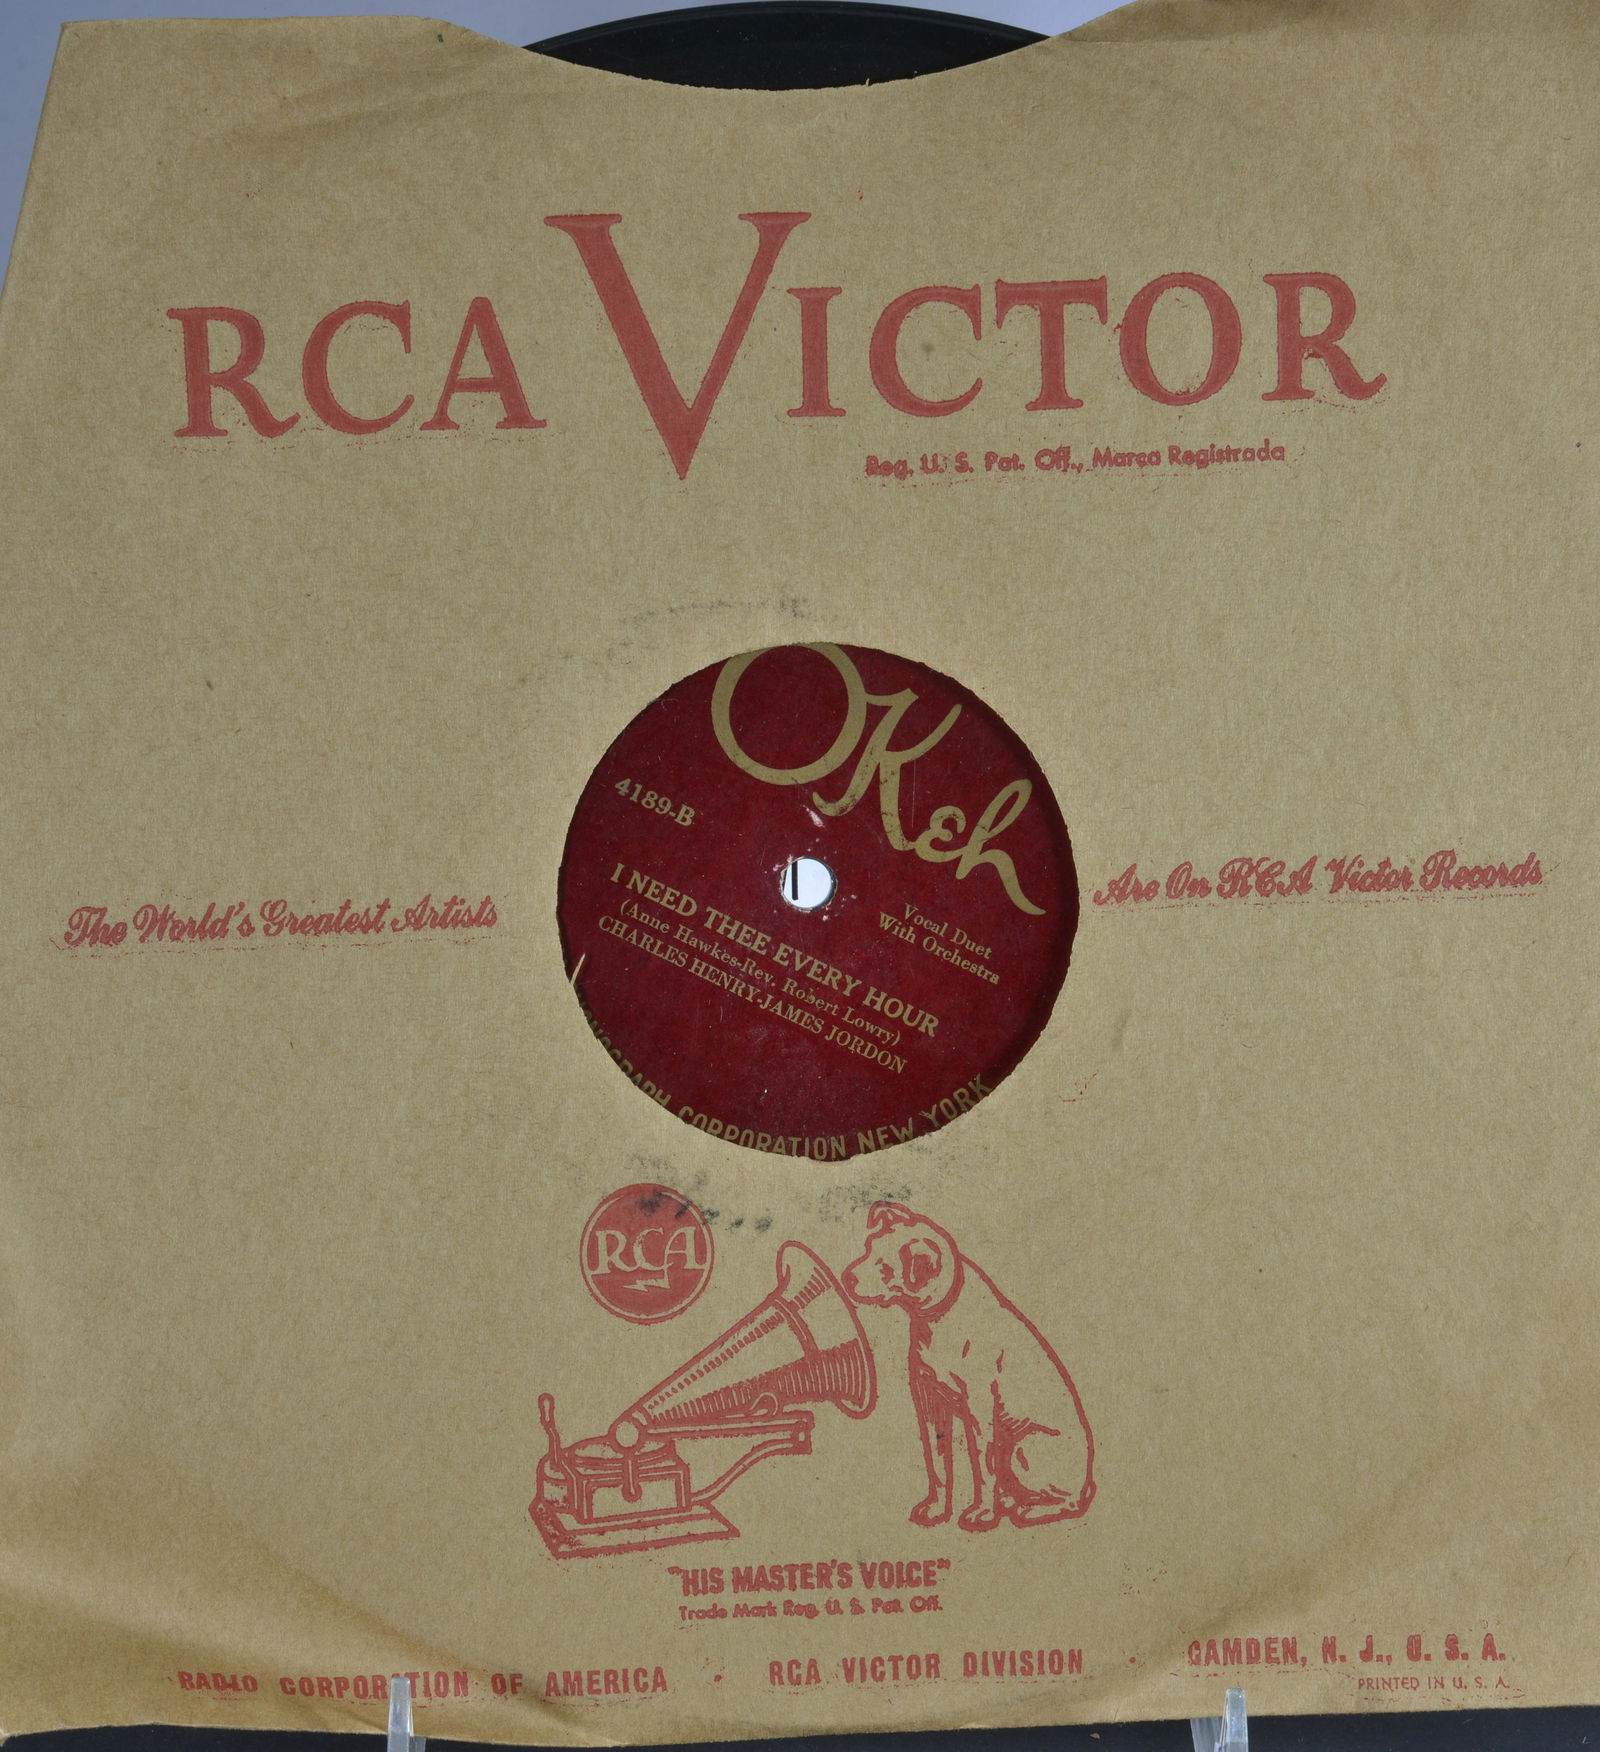 RCA VICTOR
Reg. U. S. Pat. Off., Marca Registrada
OKeh
4189-B
Vocal Duet
With Orchestra
I NEED THEE EVERY HOUR
(Anne Hawkes-Rev. Robert Lowry)
CHARLES HENRY-JAMES JORDON
CORPORATION NEW YORK
The World's Greatest Artists
Are On RCA Victor Records
RCA
"HIS MASTER'S VOICE"
Trade Mark Reg. U. S. Pat. Off.
RADIO CORPORATION OF AMERICA · RCA VICTOR DIVISION · CAMDEN, N. J., U. S. A.
PRINTED IN U. S. A.